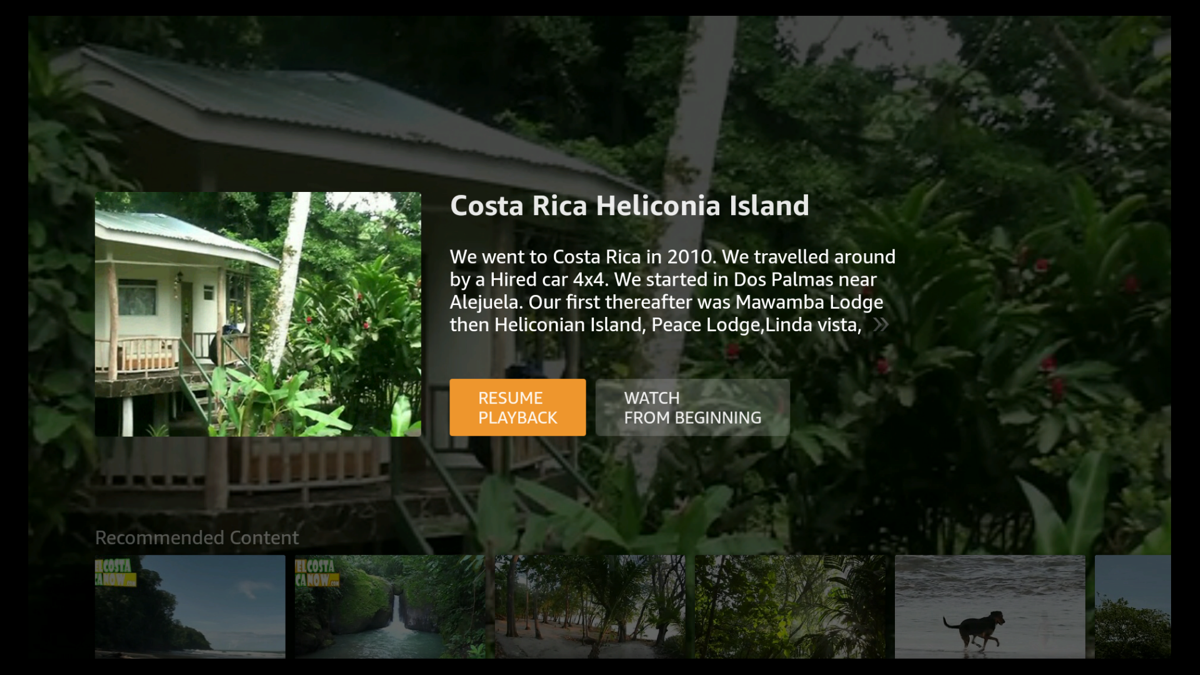 Costa Rica Heliconia Island
We went to Costa Rica in 2010. We travelled around
by a Hired car 4x4. We started in Dos Palmas near
Alejuela. Our first thereafter was Mawamba Lodge
then Heliconian Island, Peace Lodge,Linda vista, »
RESUME
PLAYBACK
WATCH
FROM BEGINNING
Recommended Content
ELCOSTA
CANOW
ELCOSTA
CANOW